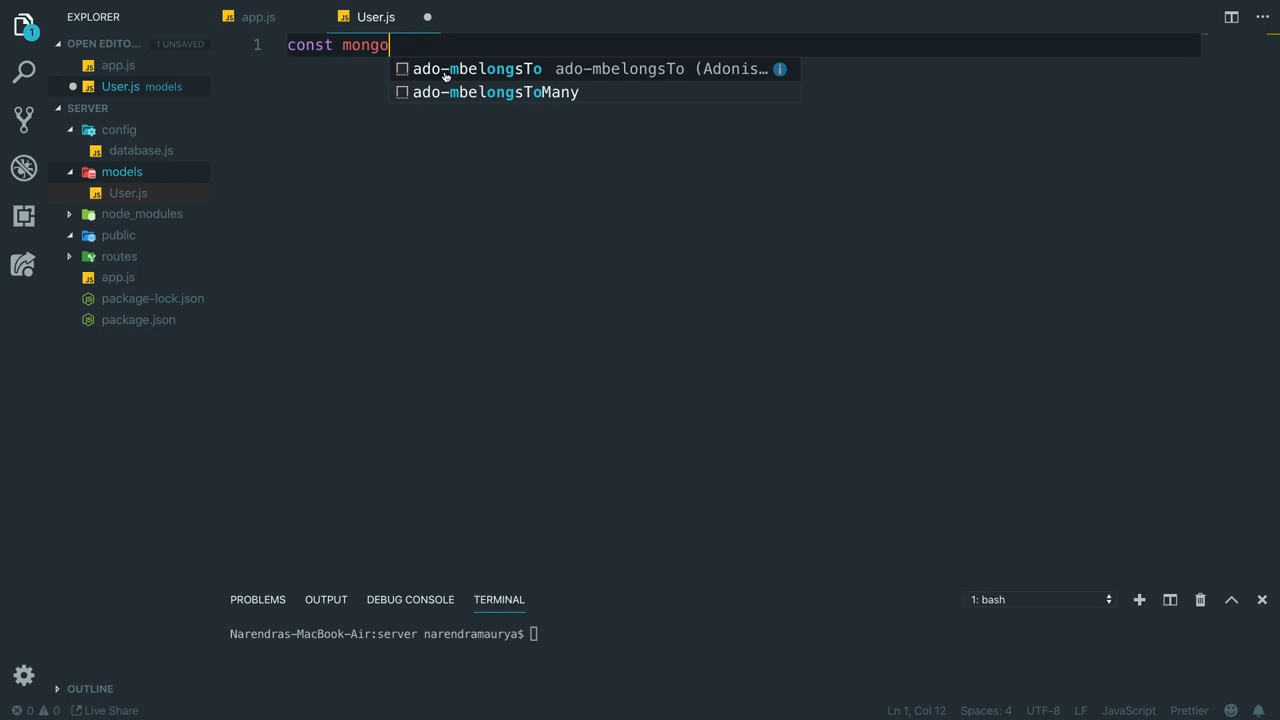 EXPLORER
OPEN EDITO... 1 UNSAVED
app.js
User.js models
SERVER
config
database.js
models
User.js
node_modules
public
routes
app.js
package-lock.json
package.json
OUTLINE
app.js User.js
1 const mongo
ado-mbelongsTo ado-mbelongsTo (Adonis…
ado-mbelongsToMany
PROBLEMS OUTPUT DEBUG CONSOLE TERMINAL
1: bash
Narendras-MacBook-Air:server narendramaurya$
1
0 0 Live Share
Ln 1, Col 12 Spaces: 4 UTF-8 LF JavaScript Prettier